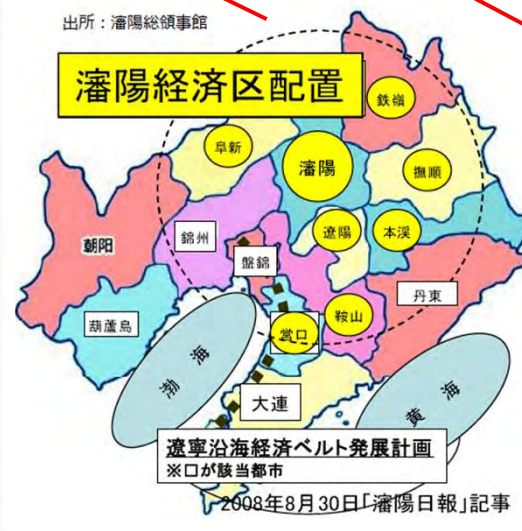 出所：瀋陽総領事館
瀋陽経済区配置
鉄嶺
阜新
瀋陽
撫順
遼陽
本渓
錦州
朝阳
盤錦
丹東
葫蘆島
鞍山
営口
渤海
大連
黄海
遼寧沿海経済ベルト発展計画
※口が該当都市
2008年8月30日「瀋陽日報」記事